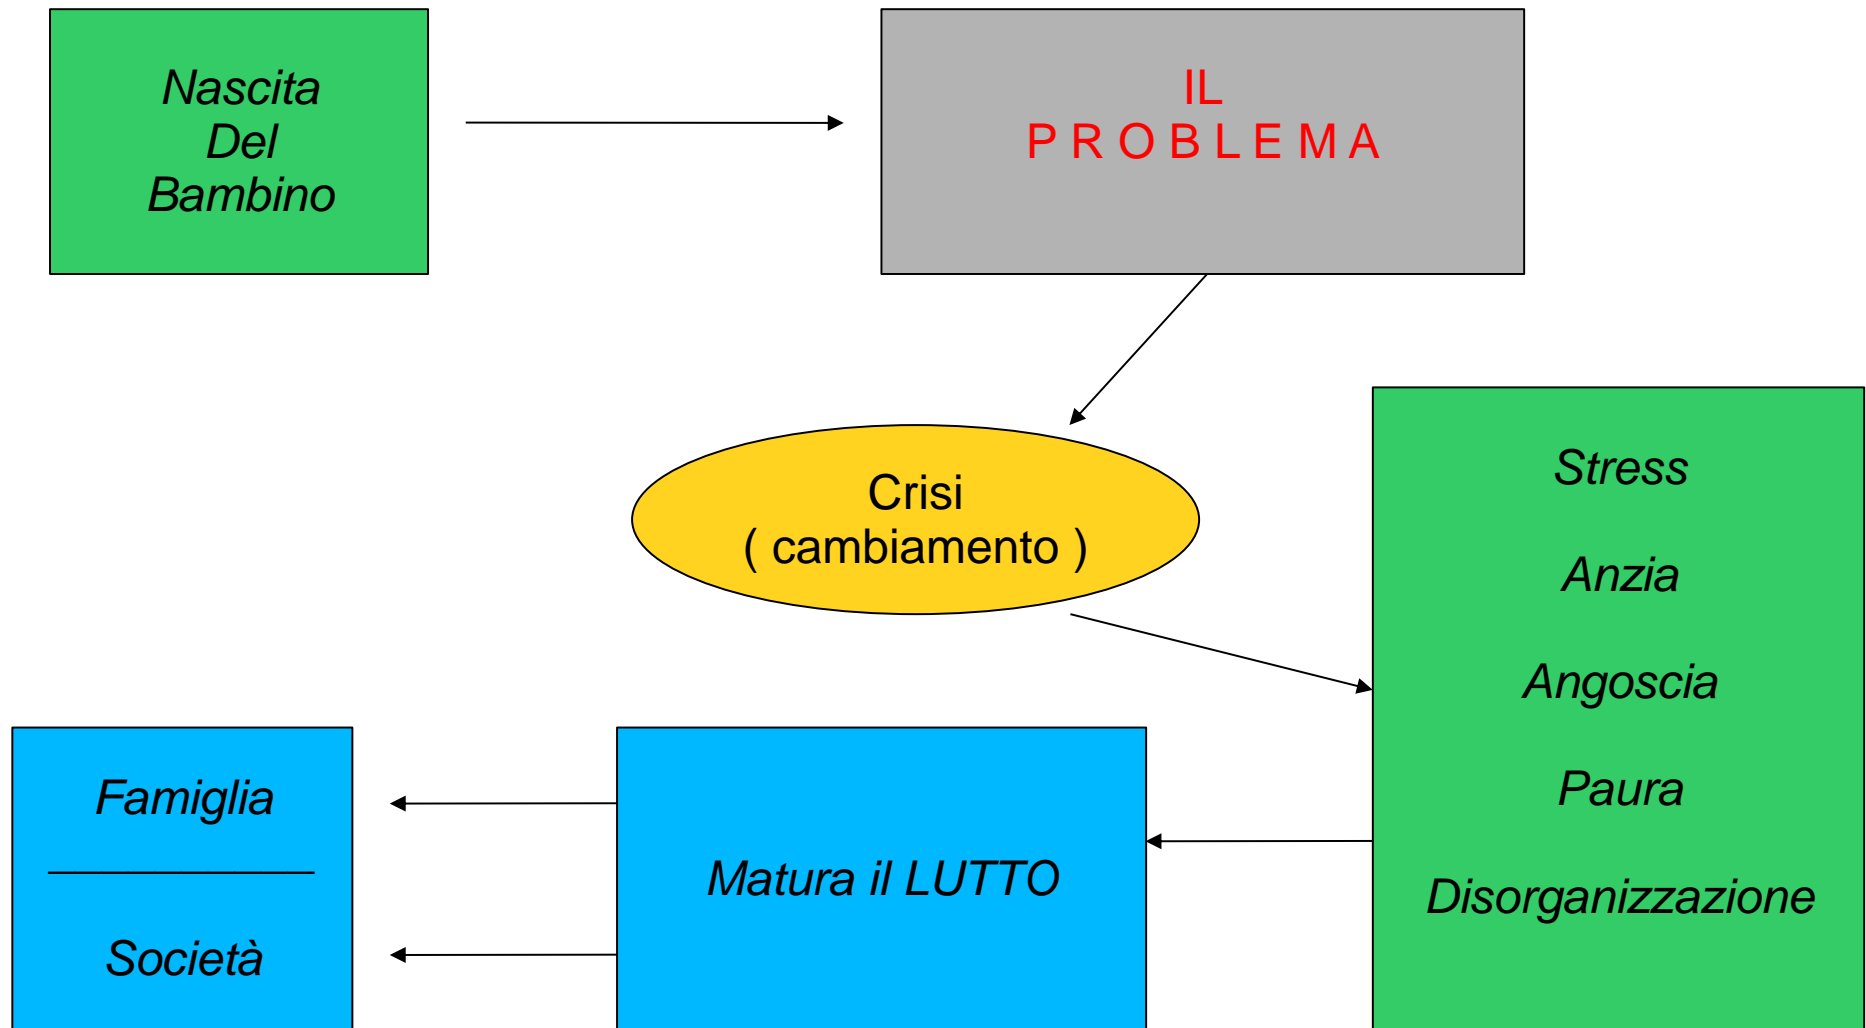 Nascita
Del
Bambino
IL
P R O B L E M A
Crisi
( cambiamento )
Stress
Anzia
Angoscia
Paura
Disorganizzazione
Matura il LUTTO
Famiglia
Società